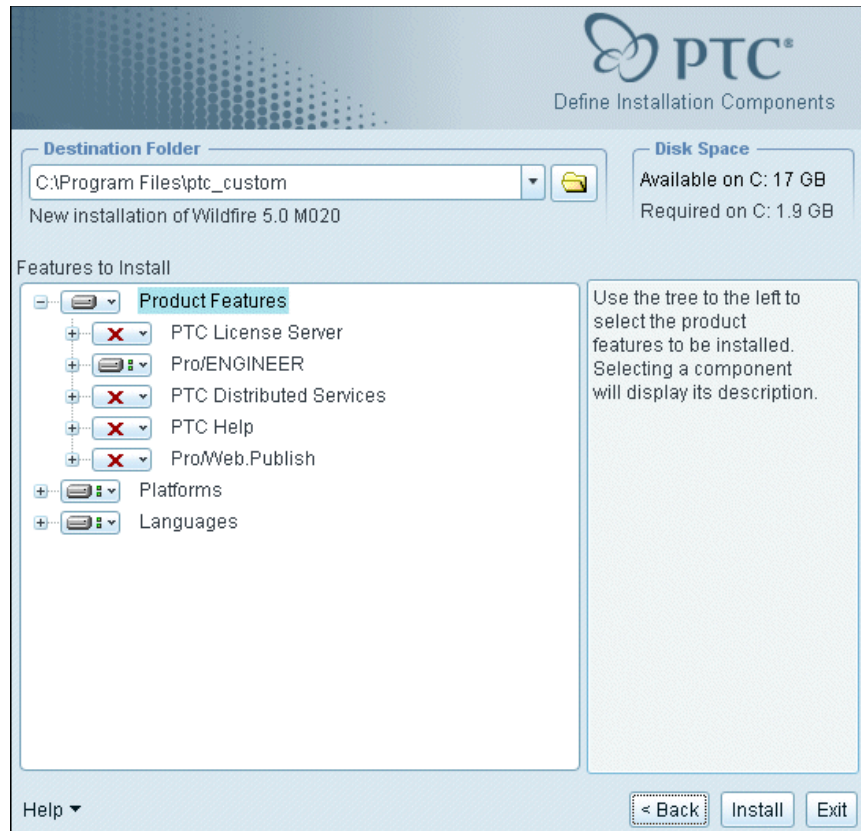 PTC®
Define Installation Components
Destination Folder
C:\Program Files\ptc_custom
New installation of Wildfire 5.0 M020
Disk Space
Available on C: 17 GB
Required on C: 1.9 GB
Features to Install
Product Features
PTC License Server
Pro/ENGINEER
PTC Distributed Services
PTC Help
Pro/Web.Publish
Platforms
Languages
Use the tree to the left to
select the product
features to be installed.
Selecting a component
will display its description.
Help
< Back
Install
Exit